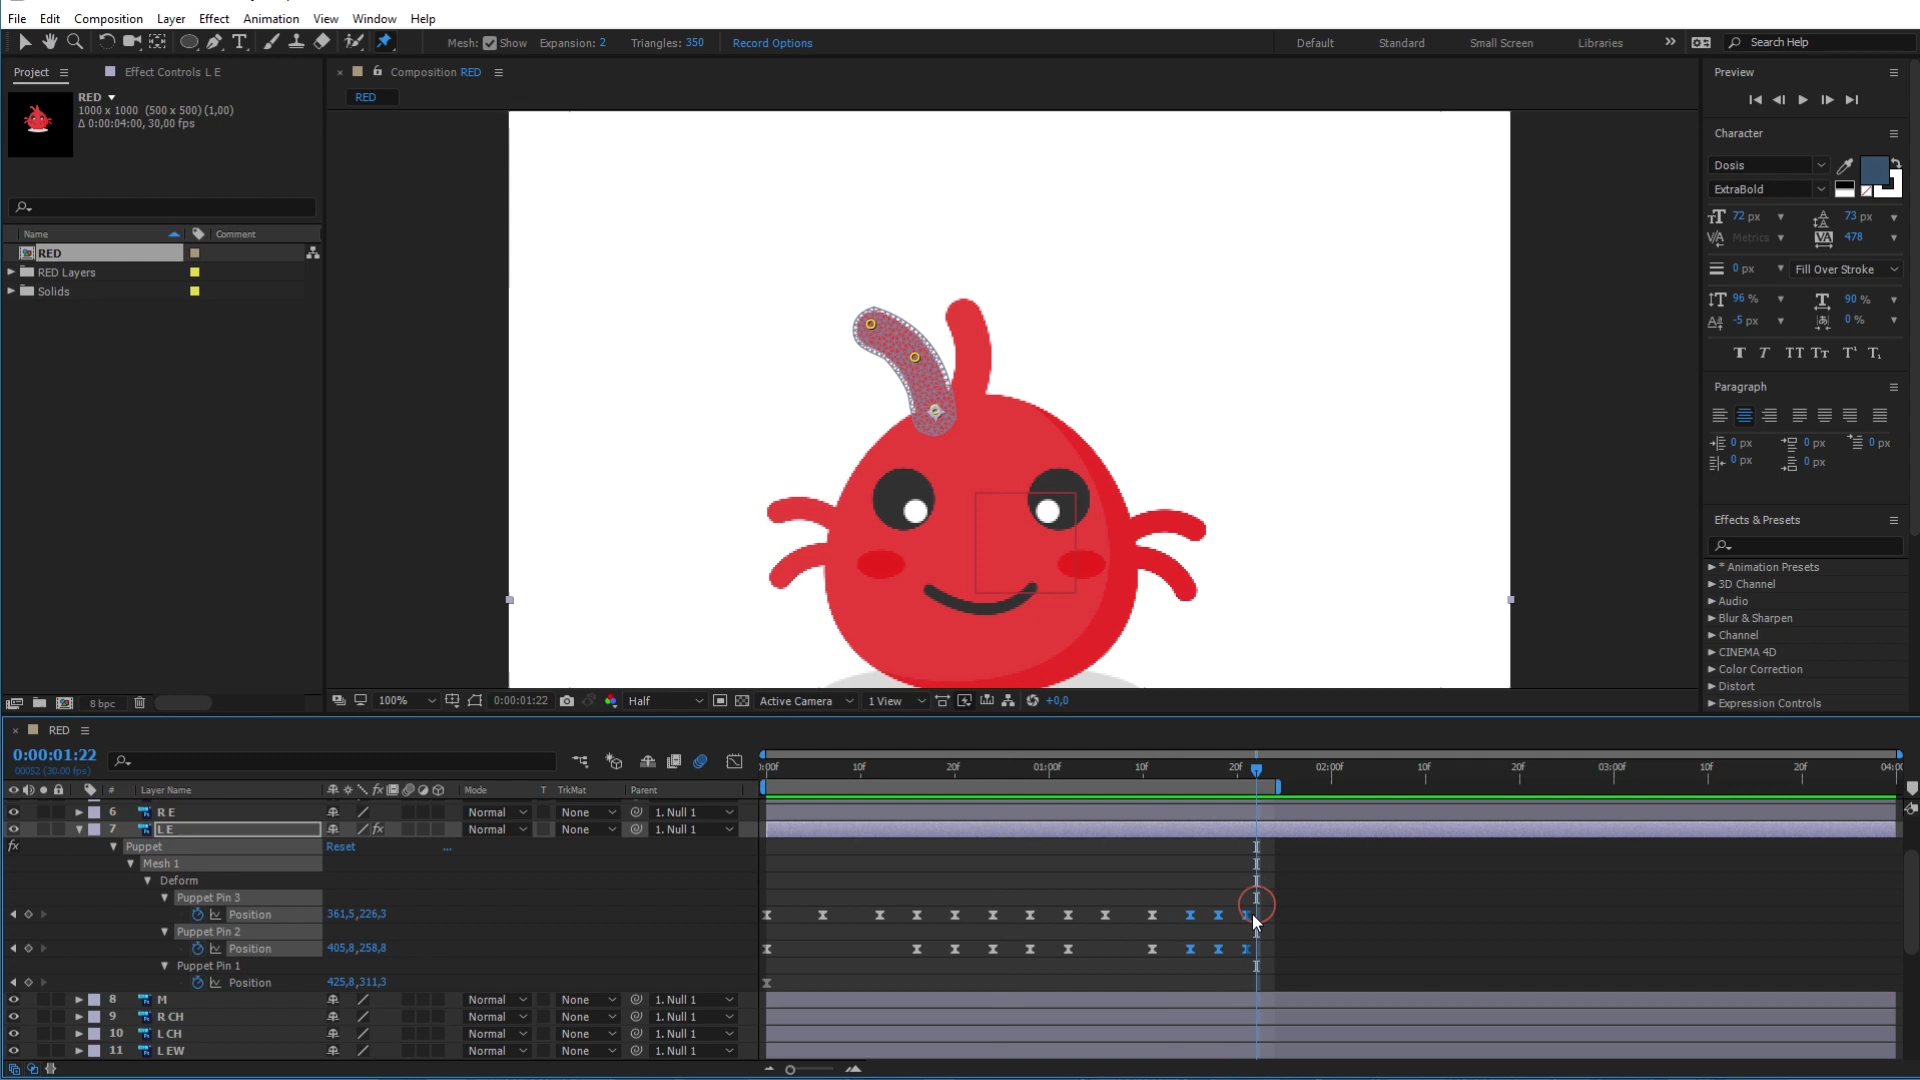 File Edit Composition Layer Effect Animation View Window Help
Mesh: Show Expansion: 2 Triangles: 350 Record Options Default Standard Small Screen Libraries Search Help
Project Effect Controls L E
Composition RED
RED
RED
1000 x 1000 (500 x 500) (1,00)
Δ 0:00:04:00, 30,00 fps
Name Comment
RED
RED Layers
Solids
8 bpc
100% 0:00:01:22 Half Active Camera 1 View +0,0
Preview
Character
Dosis
ExtraBold
72 px 73 px
Metrics 478
0 px Fill Over Stroke
96 % 90 %
-5 px 0 %
T T TT Tт T¹ T₁
Paragraph
0 px 0 px 0 px
0 px 0 px
Effects & Presets
* Animation Presets
3D Channel
Audio
Blur & Sharpen
Channel
CINEMA 4D
Color Correction
Distort
Expression Controls
RED
0:00:01:22
00052 (30.00 fps)
:00f 10f 20f 01:00f 10f 20f 02:00f 10f 20f 03:00f 10f 20f 04:00
# Layer Name Mode T TrkMat Parent
6 R E Normal None 1. Null 1
7 L E Normal None 1. Null 1
fx Puppet Reset ...
Mesh 1
Deform
Puppet Pin 3
Position 361,5,226,3
Puppet Pin 2
Position 405,8,258,8
Puppet Pin 1
Position 425,8,311,3
8 M Normal None 1. Null 1
9 R CH Normal None 1. Null 1
10 L CH Normal None 1. Null 1
11 L EW Normal None 1. Null 1